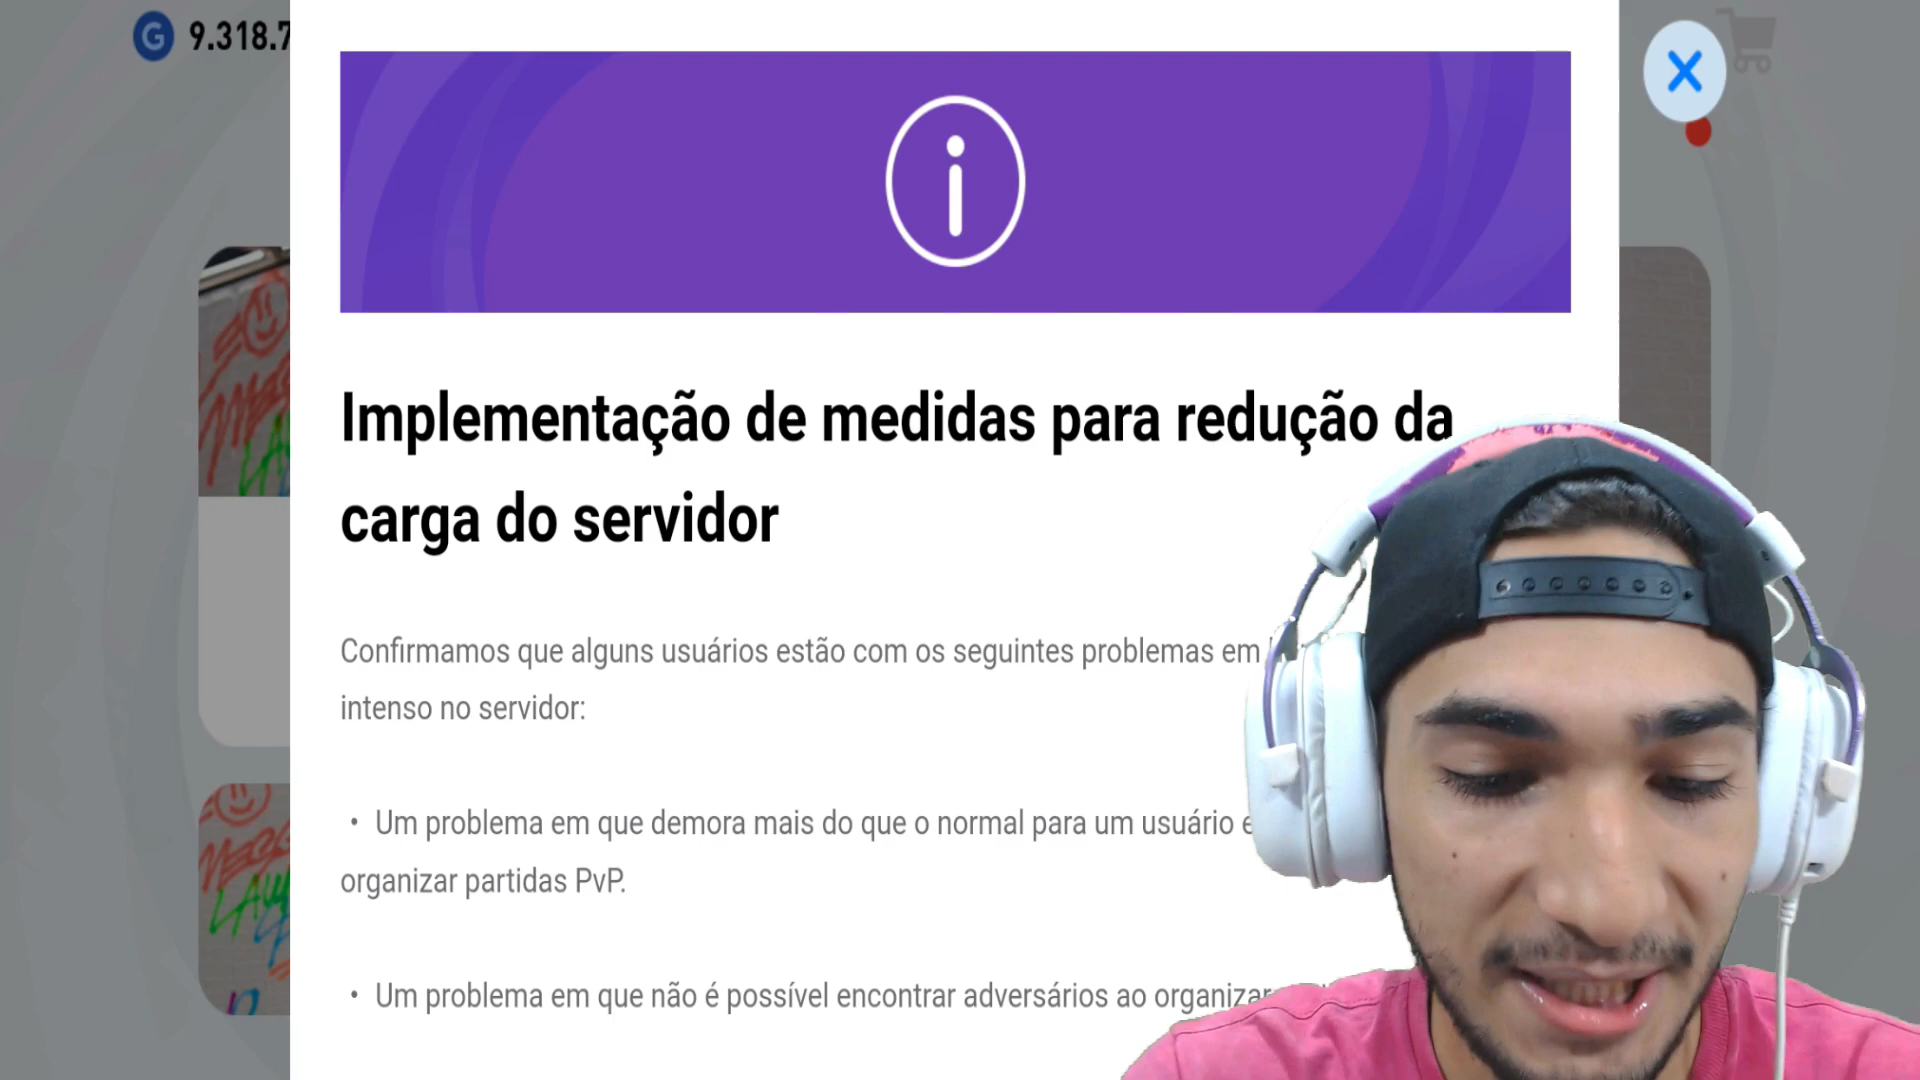 G 9.318.7
Implementação de medidas para redução da
carga do servidor
Confirmamos que alguns usuários estão com os seguintes problemas em
intenso no servidor:
• Um problema em que demora mais do que o normal para um usuário
organizar partidas PvP.
• Um problema em que não é possível encontrar adversários ao organizar